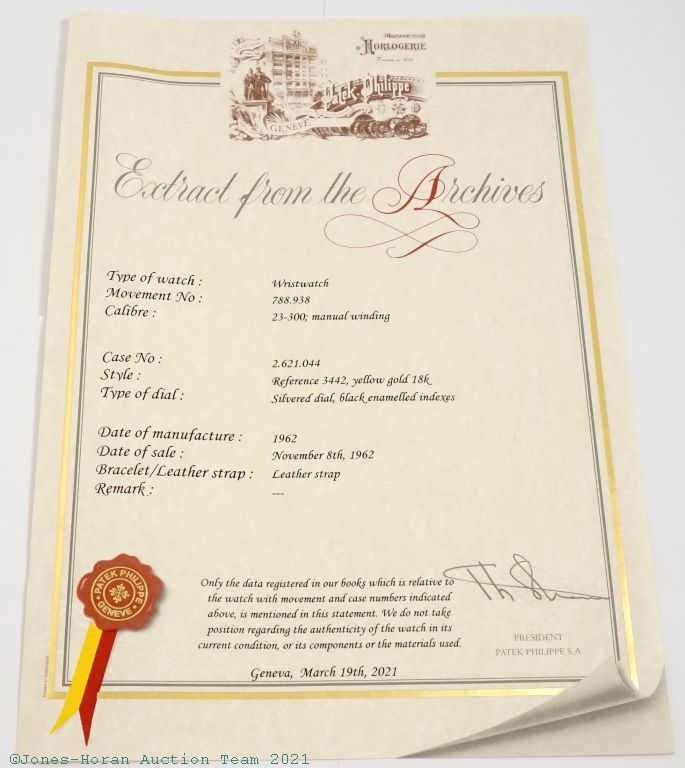 MANUFACTURE
D'HORLOGERIE
Fondée en 1839
Patek Philippe
GENÈVE
Extract from the Archives
Type of watch : Wristwatch
Movement No : 788.938
Calibre : 23-300; manual winding
Case No : 2.621.044
Style : Reference 3442, yellow gold 18k
Type of dial : Silvered dial, black enamelled indexes
Date of manufacture : 1962
Date of sale : November 8th, 1962
Bracelet/Leather strap : Leather strap
Remark : ---
PATEK PHILIPPE
GENEVE
Only the data registered in our books which is relative to
the watch with movement and case numbers indicated
above, is mentioned in this statement. We do not take
position regarding the authenticity of the watch in its
current condition, or its components or the materials used.
Geneva, March 19th, 2021
PRESIDENT
PATEK PHILIPPE S.A.
Printed in Switzerland
©Jones-Horan Auction Team 2021